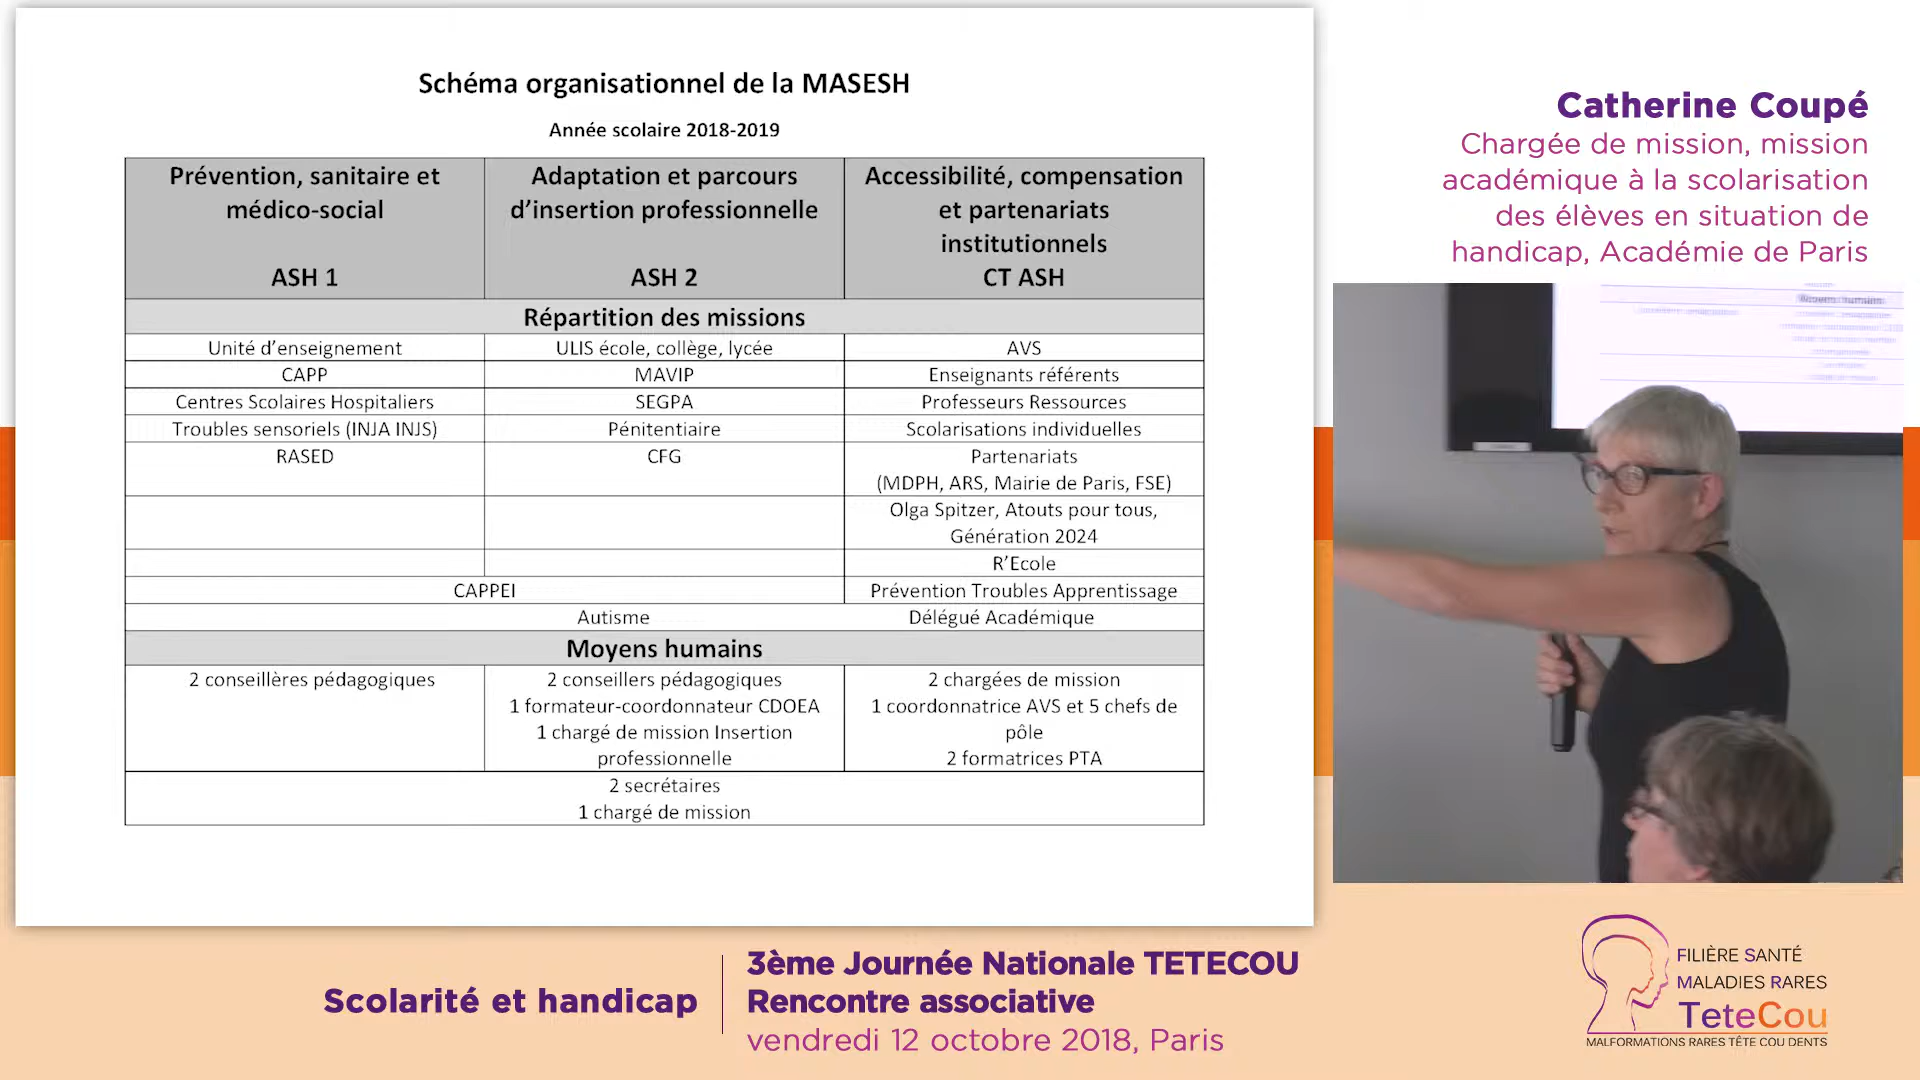 Schéma organisationnel de la MASESH
Année scolaire 2018-2019
Prévention, sanitaire et
médico-social
ASH 1
Adaptation et parcours
d’insertion professionnelle
ASH 2
Accessibilité, compensation
et partenariats
institutionnels
CT ASH
Répartition des missions
Unité d’enseignement
ULIS école, collège, lycée
AVS
CAPP
MAVIP
Enseignants référents
Centres Scolaires Hospitaliers
SEGPA
Professeurs Ressources
Troubles sensoriels (INJA INJS)
Pénitentiaire
Scolarisations individuelles
RASED
CFG
Partenariats
(MDPH, ARS, Mairie de Paris, FSE)
Olga Spitzer, Atouts pour tous,
Génération 2024
R’Ecole
CAPPEI
Prévention Troubles Apprentissage
Autisme
Délégué Académique
Moyens humains
2 conseillères pédagogiques
2 conseillers pédagogiques
1 formateur-coordonnateur CDOEA
1 chargé de mission Insertion
professionnelle
2 chargées de mission
1 coordonnatrice AVS et 5 chefs de
pôle
2 formatrices PTA
2 secrétaires
1 chargé de mission
Catherine Coupé
Chargée de mission, mission
académique à la scolarisation
des élèves en situation de
handicap, Académie de Paris
Moyens humains
Scolarité et handicap
3ème Journée Nationale TETECOU
Rencontre associative
vendredi 12 octobre 2018, Paris
FILIÈRE SANTÉ
MALADIES RARES
TeteCou
MALFORMATIONS RARES TÊTE COU DENTS